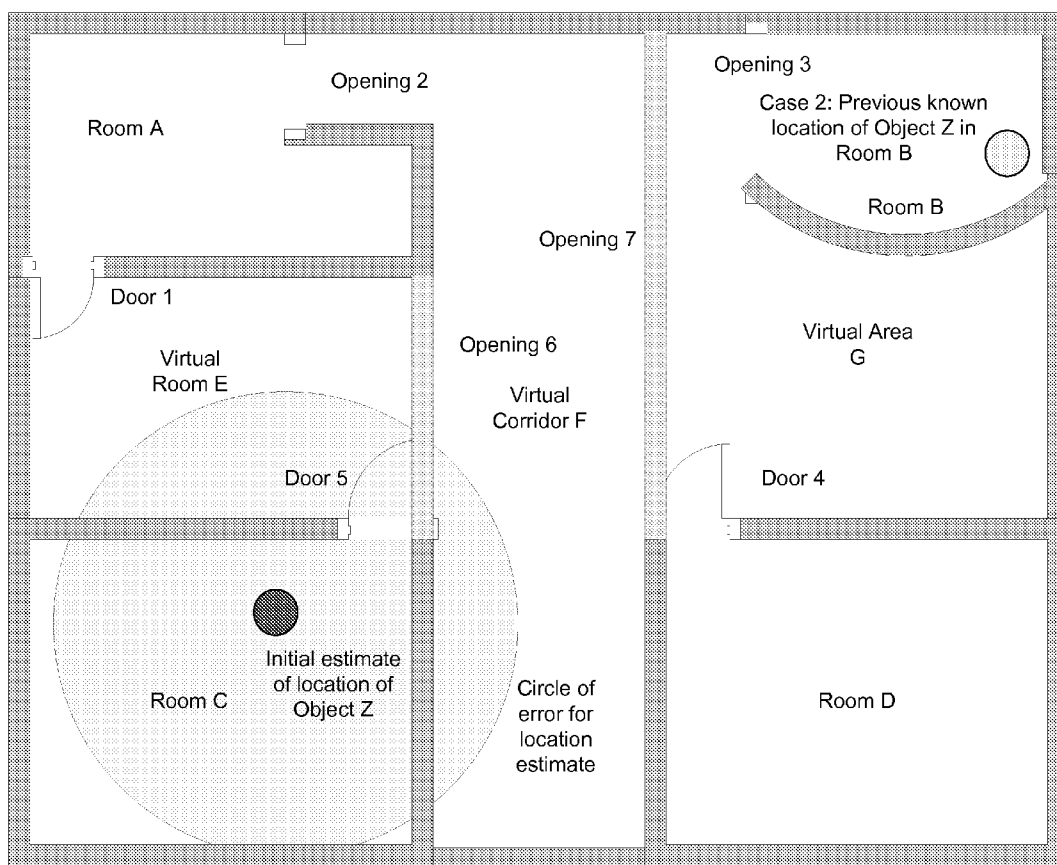 Opening 2
Opening 3
Case 2: Previous known
location of Object Z in
Room B
Room A
Room B
Opening 7
Door 1
Virtual
Room E
Opening 6
Virtual Area
G
Virtual
Corridor F
Door 5
Door 4
Initial estimate
of location of
Object Z
Room C
Circle of
error for
location
estimate
Room D